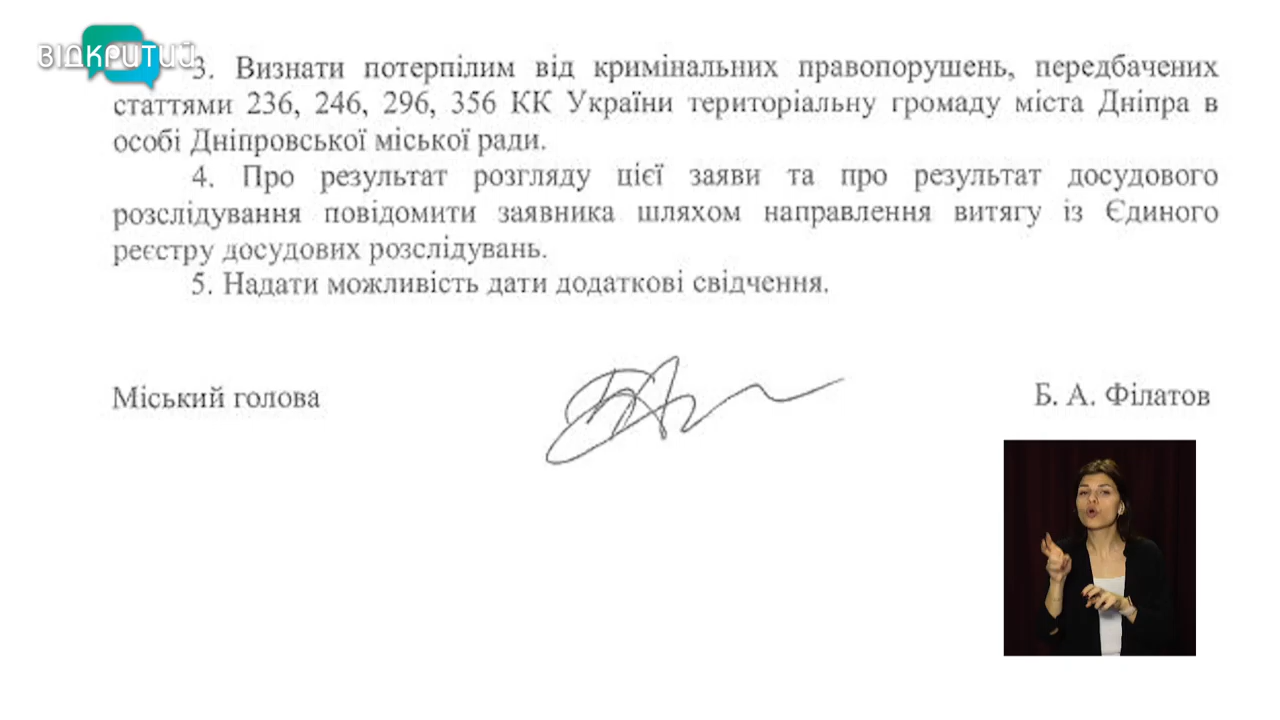 ВІДКРИТИЙ
3. Визнати потерпілим від кримінальних правопорушень, передбачених
статтями 236, 246, 296, 356 КК України територіальну громаду міста Дніпра в
особі Дніпровської міської ради.
4. Про результат розгляду цієї заяви та про результат досудового
розслідування повідомити заявника шляхом направлення витягу із Єдиного
реєстру досудових розслідувань.
5. Надати можливість дати додаткові свідчення.
Міський голова
Б. А. Філатов